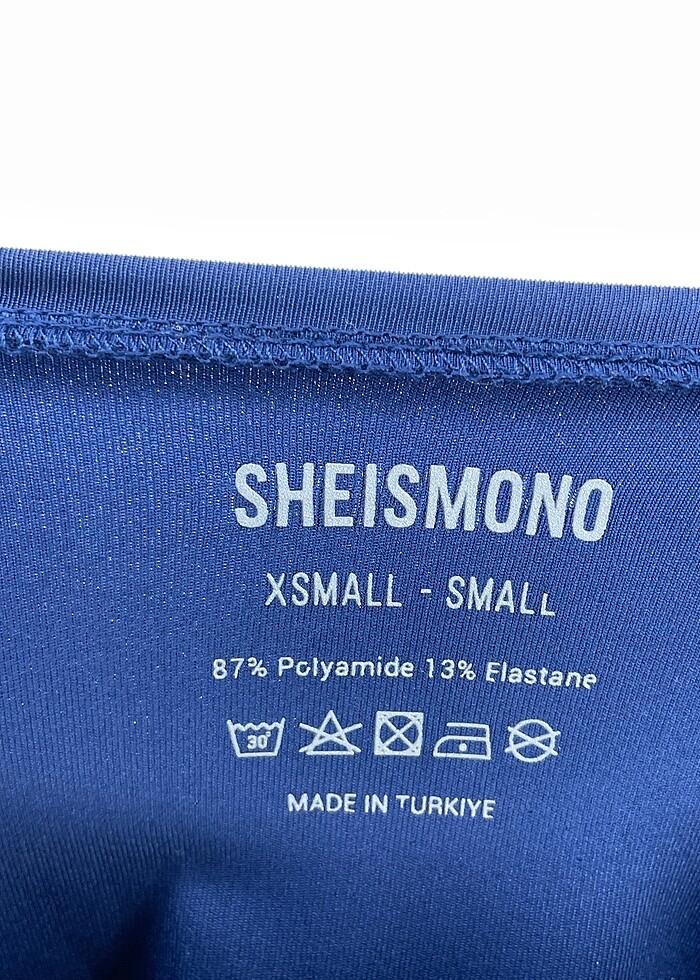 SHEISMONO
XSMALL - SMALL
87% Polyamide 13% Elastane
30°
MADE IN TURKIYE